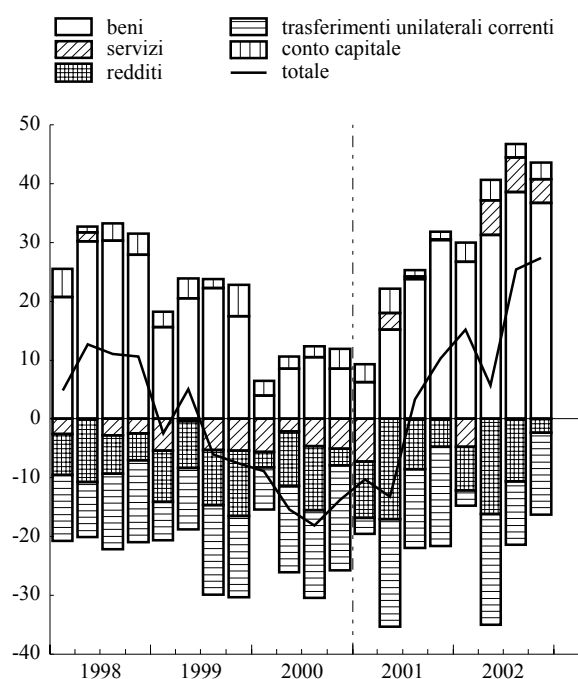 beni
servizi
redditi
trasferimenti unilaterali correnti
conto capitale
totale
50
40
30
20
10
0
-10
-20
-30
-40
1998 1999 2000 2001 2002